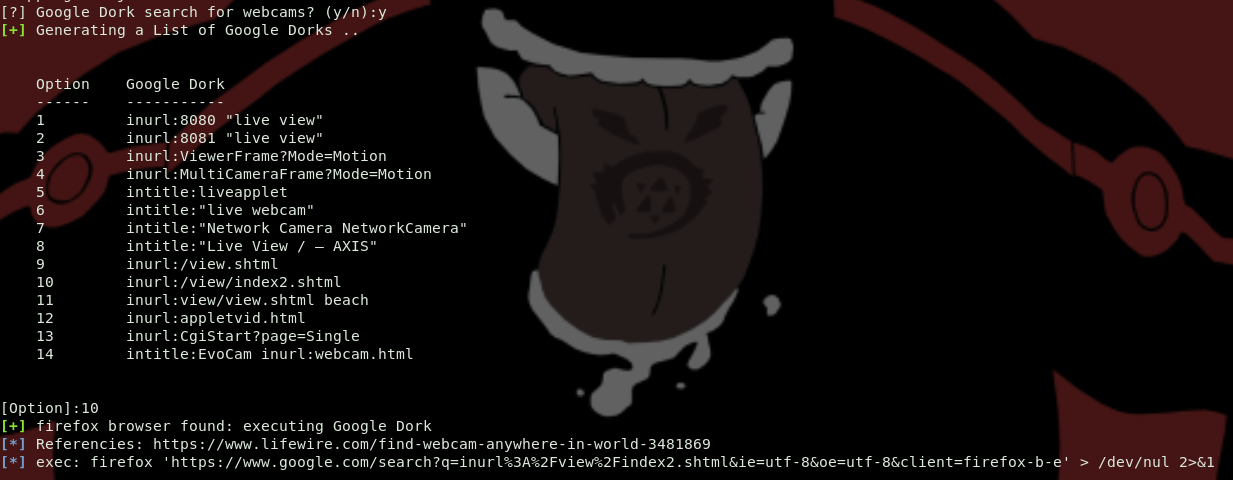 [?] Google Dork search for webcams? (y/n):y
[+] Generating a List of Google Dorks ..
Option Google Dork
------ -----------
1 inurl:8080 "live view"
2 inurl:8081 "live view"
3 inurl:ViewerFrame?Mode=Motion
4 inurl:MultiCameraFrame?Mode=Motion
5 intitle:liveapplet
6 intitle:"live webcam"
7 intitle:"Network Camera NetworkCamera"
8 intitle:"Live View / — AXIS"
9 inurl:/view.shtml
10 inurl:/view/index2.shtml
11 inurl:view/view.shtml beach
12 inurl:appletvid.html
13 inurl:CgiStart?page=Single
14 intitle:EvoCam inurl:webcam.html
[Option]:10
[+] firefox browser found: executing Google Dork
[*] Referencies: https://www.lifewire.com/find-webcam-anywhere-in-world-3481869
[*] exec: firefox 'https://www.google.com/search?q=inurl%3A%2Fview%2Findex2.shtml&ie=utf-8&oe=utf-8&client=firefox-b-e' > /dev/nul 2>&1